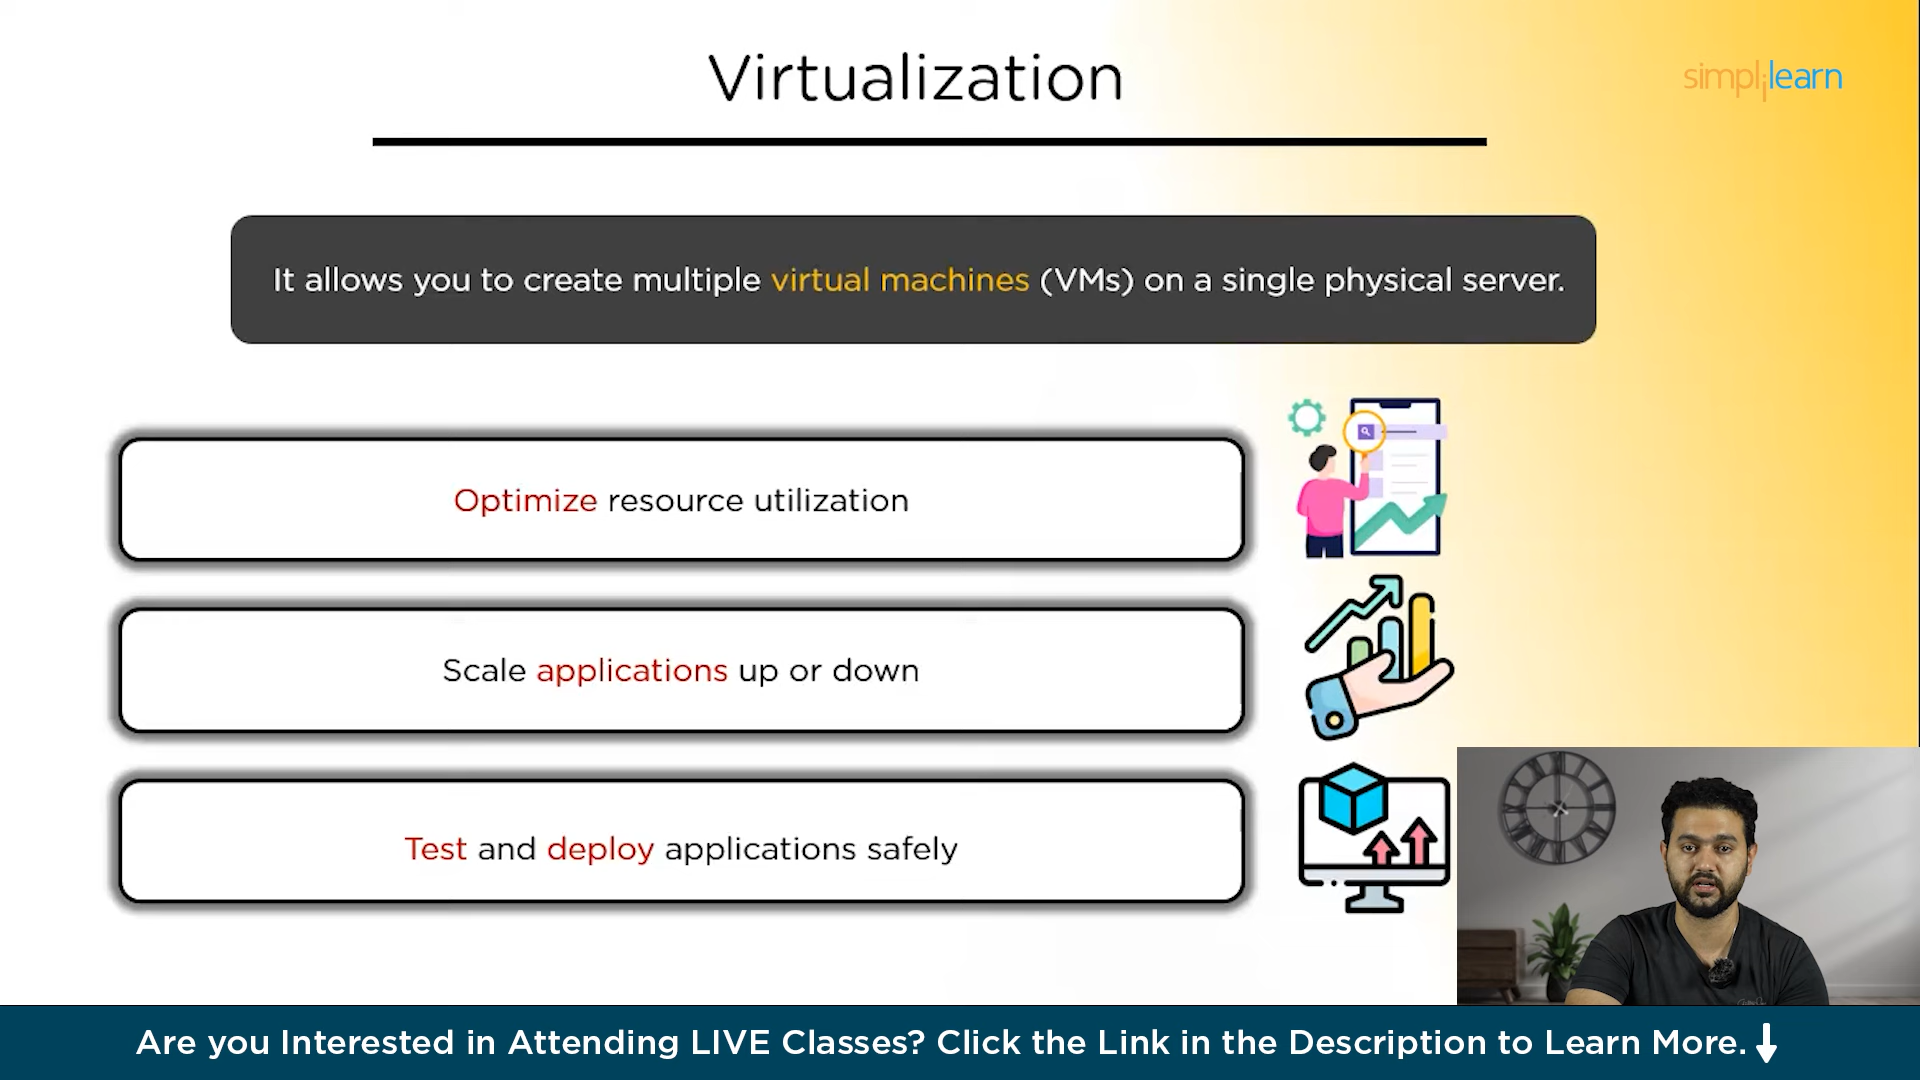 Virtualization
simplilearn
It allows you to create multiple virtual machines (VMs) on a single physical server.
Optimize resource utilization
Scale applications up or down
Test and deploy applications safely
Are you Interested in Attending LIVE Classes? Click the Link in the Description to Learn More.